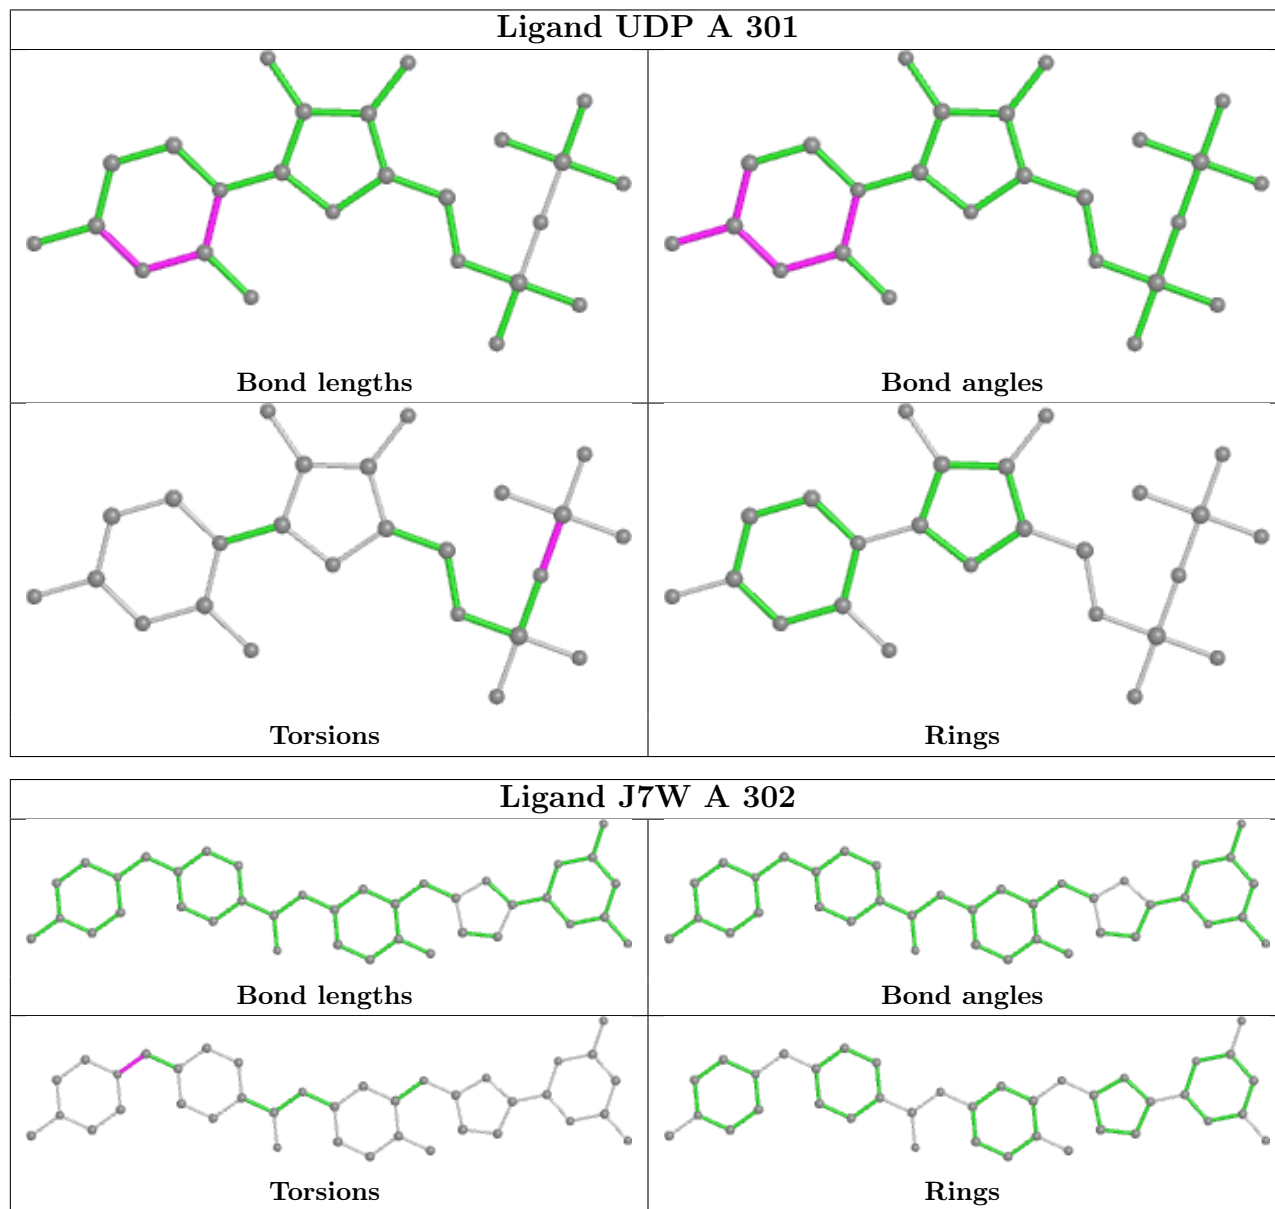 Ligand UDP A 301
Bond lengths
Bond angles
Torsions
Rings
Ligand J7W A 302
Bond lengths
Bond angles
Torsions
Rings